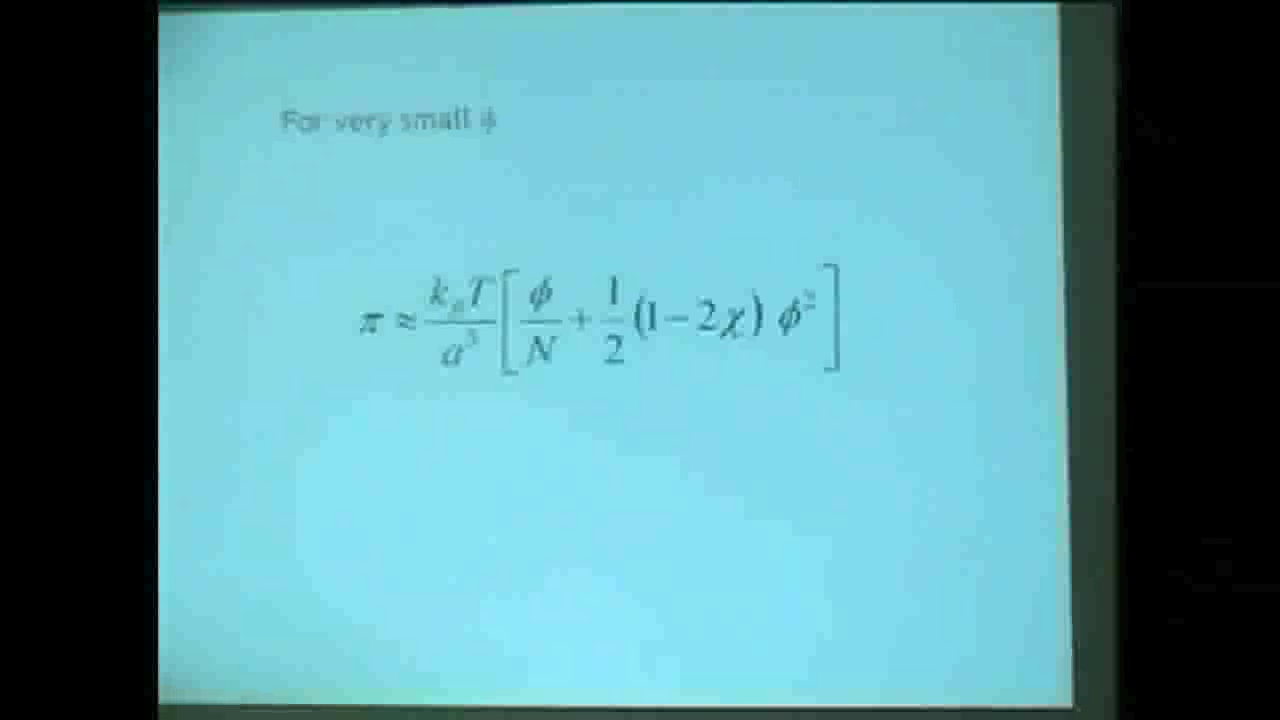 For very small ϕ
π ≈ k_B T / a³ [ ϕ / N + 1 / 2 (1 − 2χ) ϕ² ]